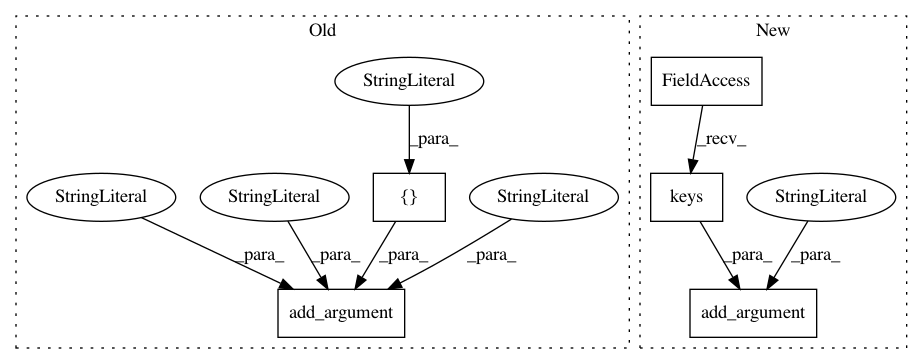 Old
New
StringLiteral
FieldAccess
_para_
_recv_
StringLiteral
StringLiteral
{}
StringLiteral
keys
StringLiteral
_para_
_para_
_para_
_para_
_para_
_para_
add_argument
add_argument